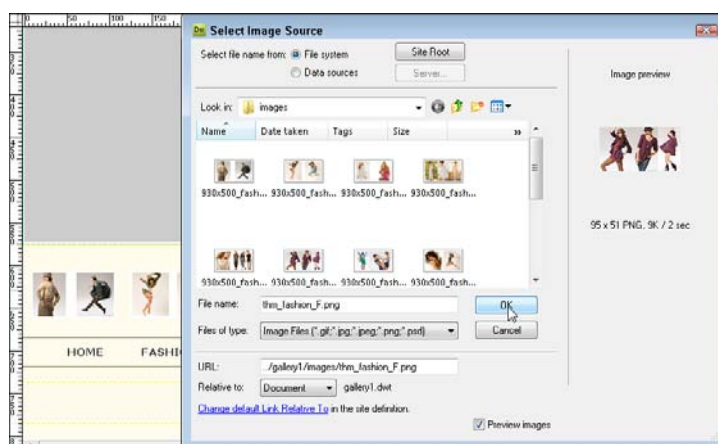 0 50 100 150
Dw Select Image Source
Select file name from: File system Site Root
Data sources Server...
Image preview
Look in: images
Name Date taken Tags Size »
930x500_fash... 930x500_fash... 930x500_fash... 930x500_fash...
95 x 51 PNG, 9K / 2 sec
930x500_fash... 930x500_fash... 930x500_fash... 930x500_fash...
File name: thm_fashion_F.png OK
Files of type: Image Files (*.gif;*.jpg;*.jpeg;*.png;*.psd) Cancel
HOME FASHI
URL: ../gallery1/images/thm_fashion_F.png
Relative to: Document gallery1.dwt
Change default Link Relative To in the site definition.
Preview images